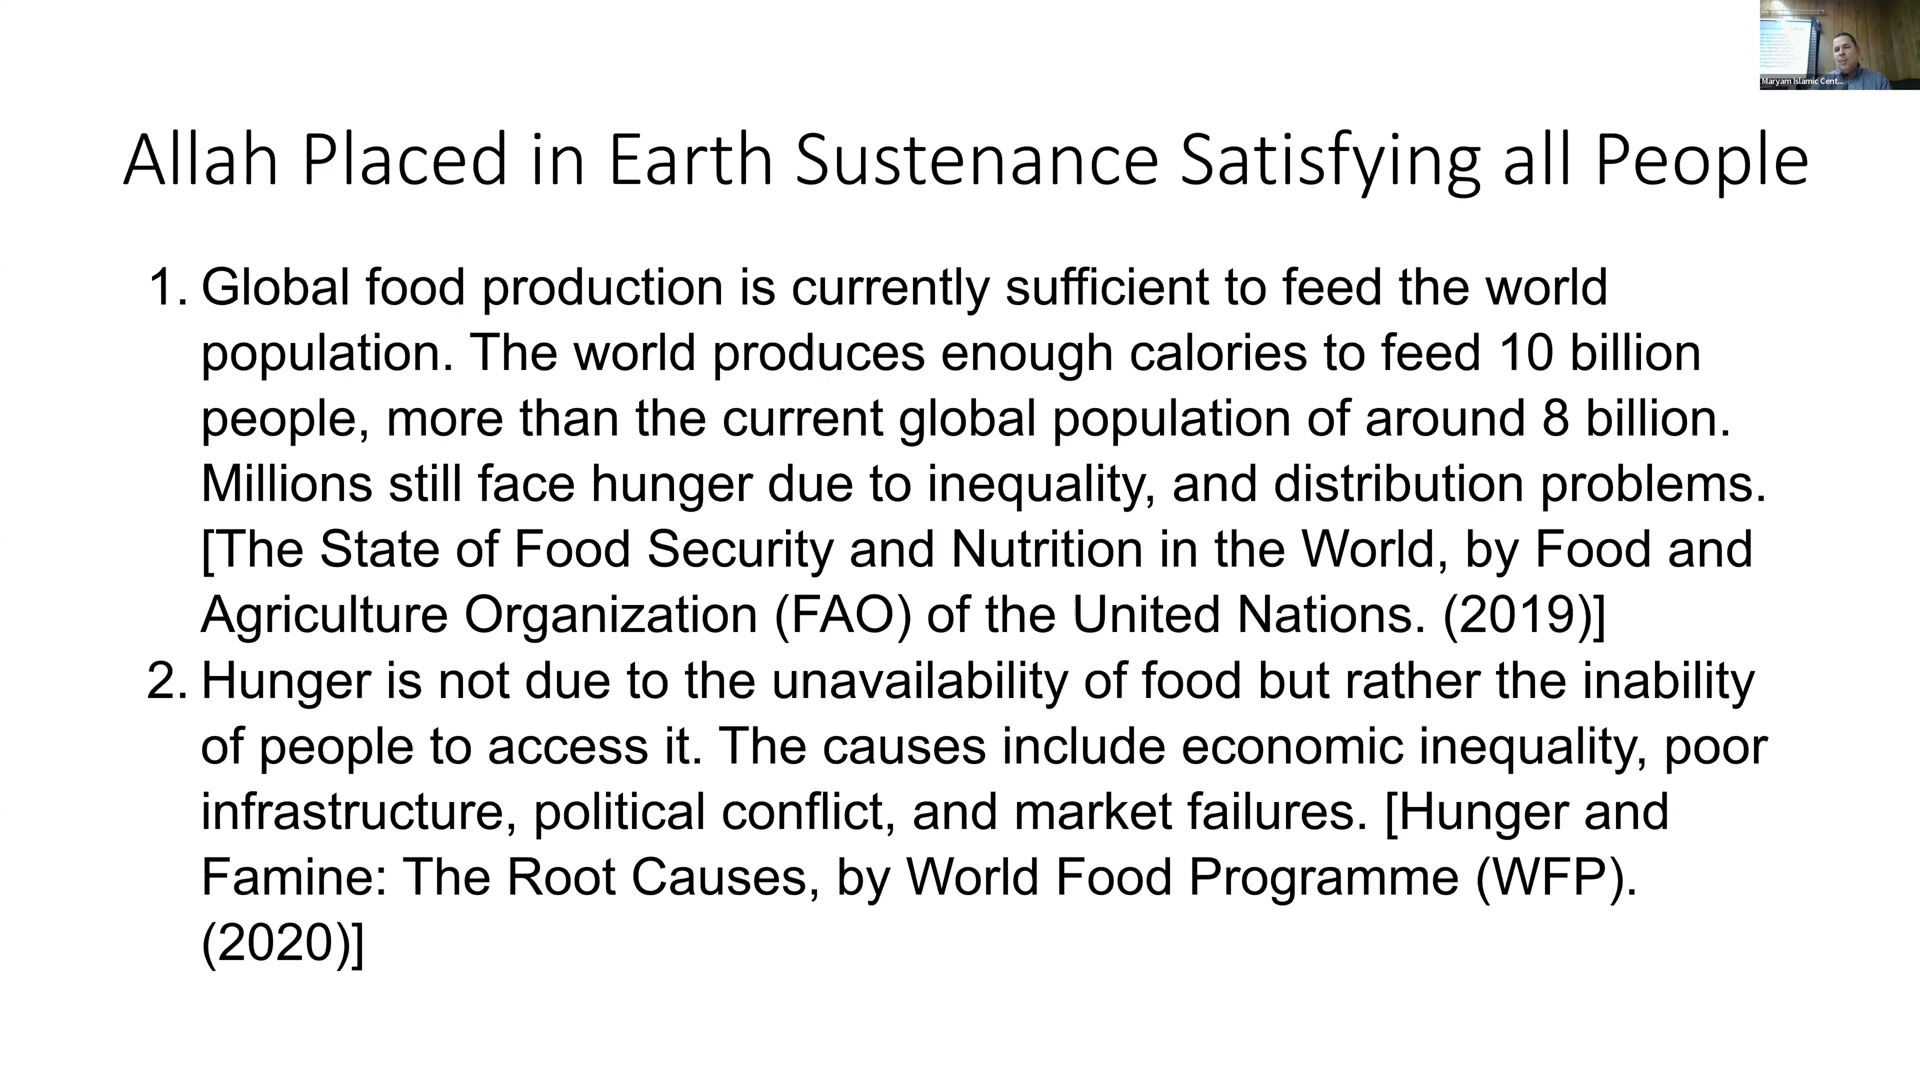 Maryam Islamic Cent...
Allah Placed in Earth Sustenance Satisfying all People
1. Global food production is currently sufficient to feed the world
population. The world produces enough calories to feed 10 billion
people, more than the current global population of around 8 billion.
Millions still face hunger due to inequality, and distribution problems.
[The State of Food Security and Nutrition in the World, by Food and
Agriculture Organization (FAO) of the United Nations. (2019)]
2. Hunger is not due to the unavailability of food but rather the inability
of people to access it. The causes include economic inequality, poor
infrastructure, political conflict, and market failures. [Hunger and
Famine: The Root Causes, by World Food Programme (WFP).
(2020)]